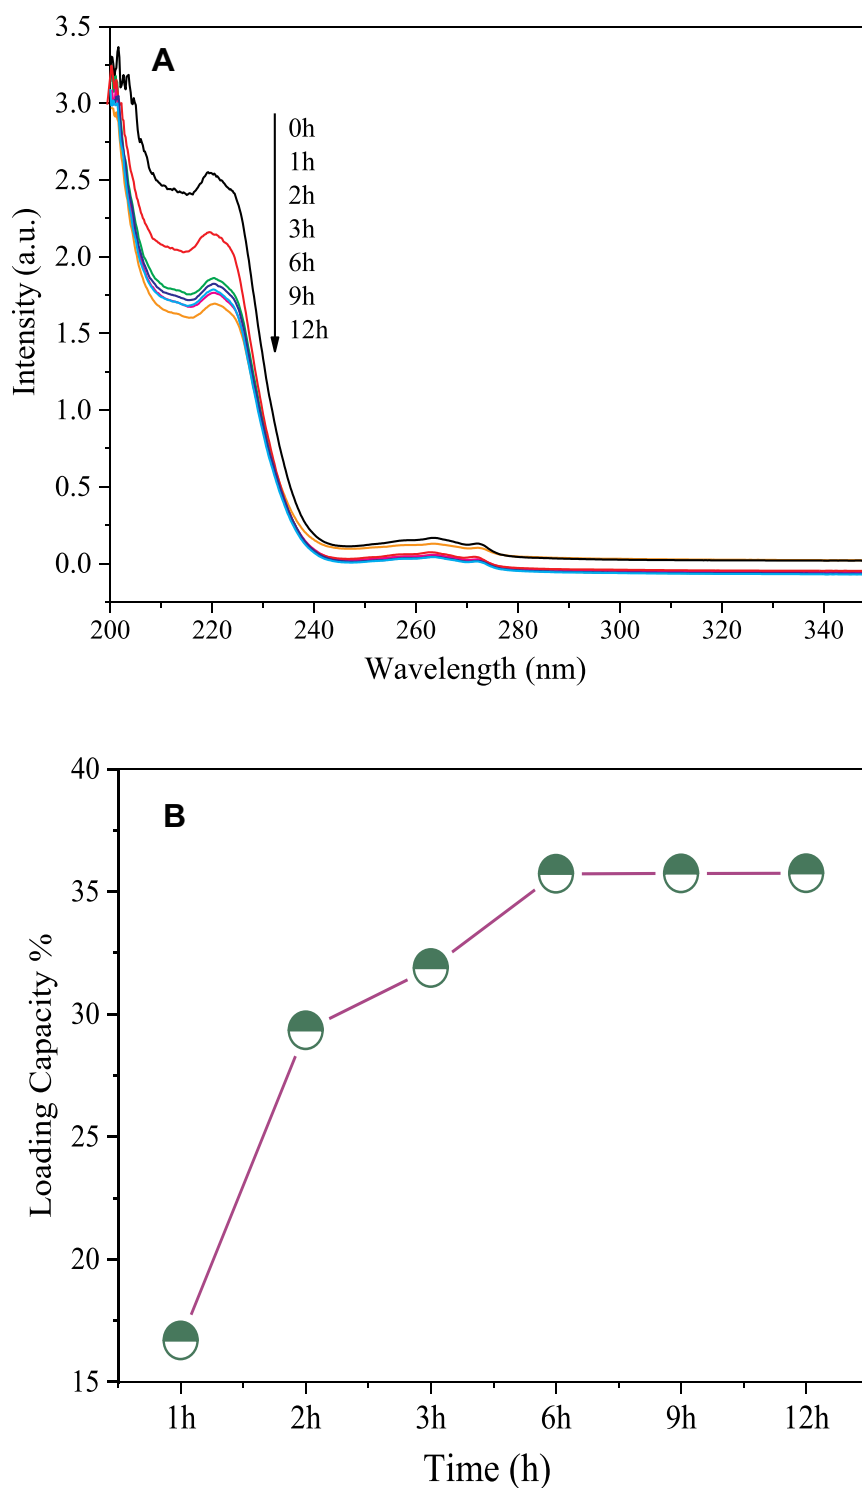 A
3.5
3.0
2.5
2.0
1.5
1.0
0.5
0.0
Intensity (a.u.)
0h
1h
2h
3h
6h
9h
12h
200 220 240 260 280 300 320 340
Wavelength (nm)
B
40
35
30
25
20
15
Loading Capacity %
1h 2h 3h 6h 9h 12h
Time (h)